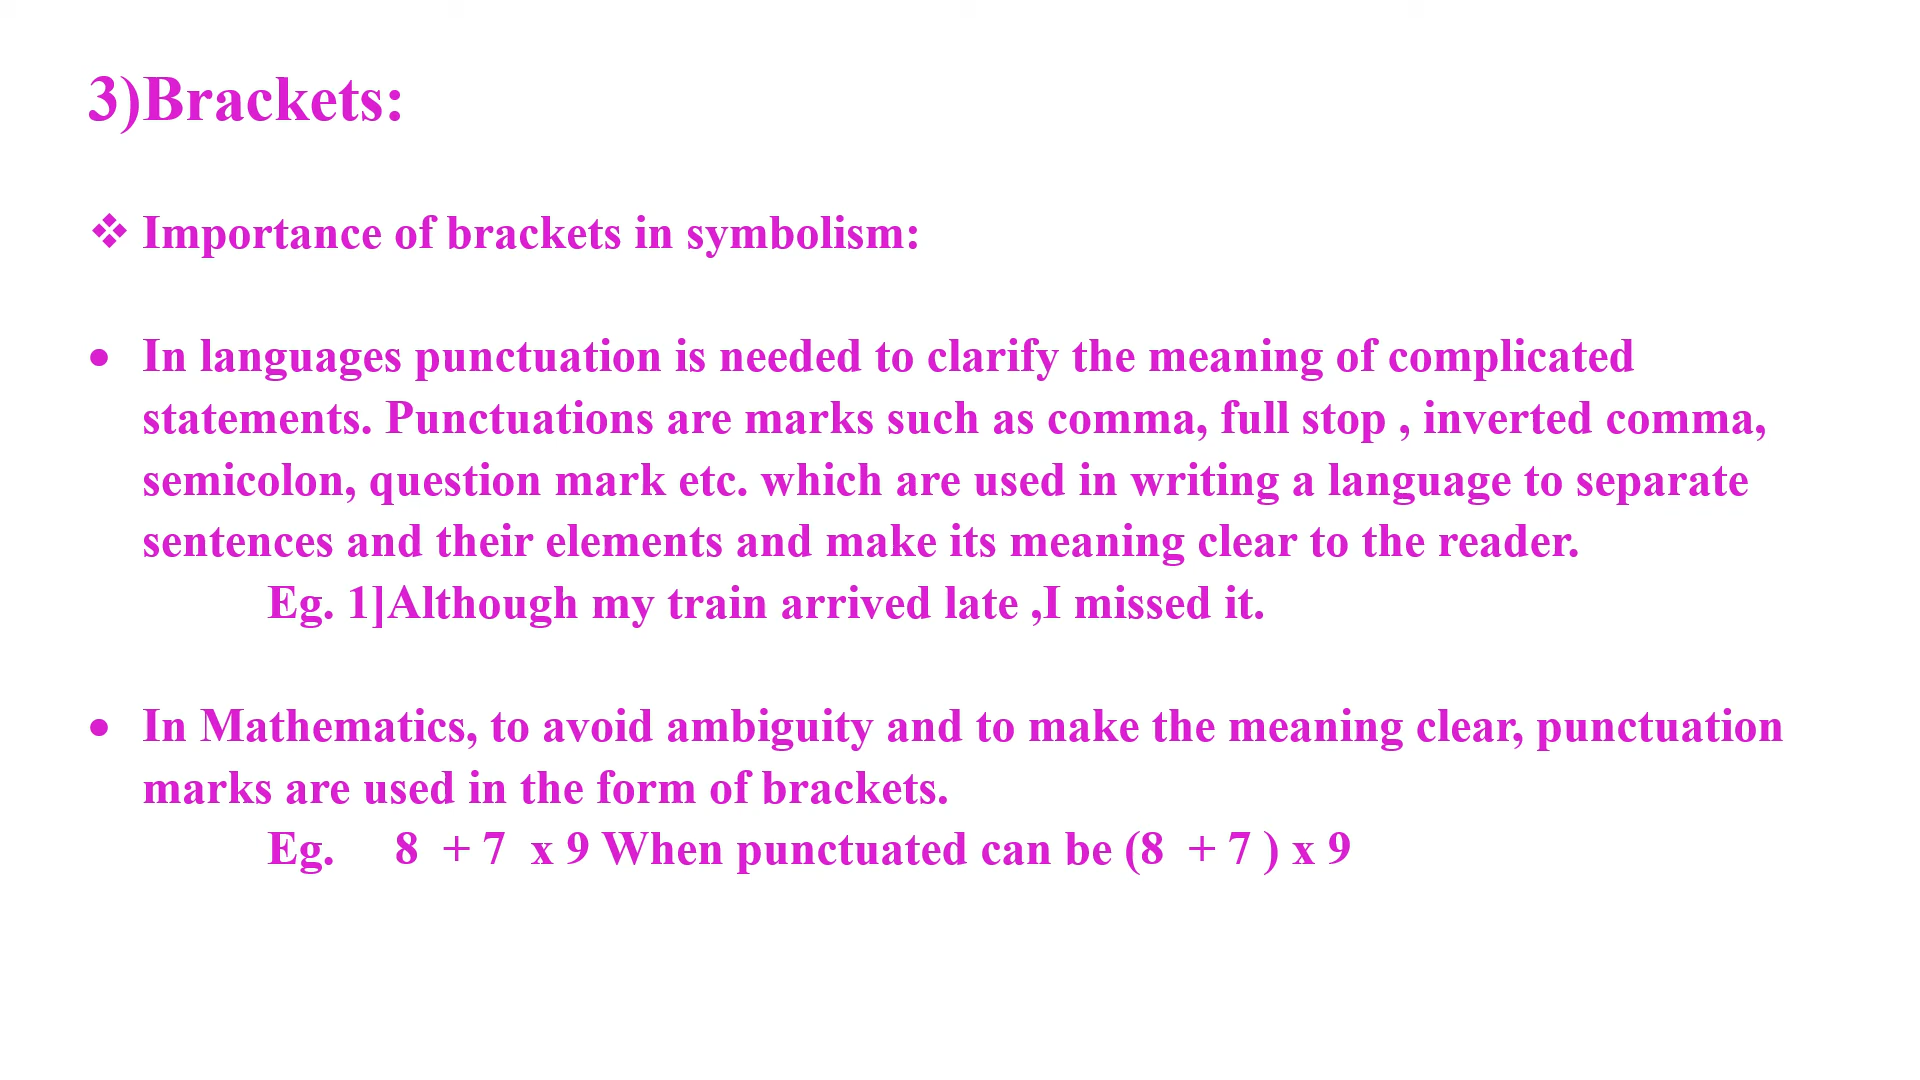 3)Brackets:
❖ Importance of brackets in symbolism:
• In languages punctuation is needed to clarify the meaning of complicated
statements. Punctuations are marks such as comma, full stop , inverted comma,
semicolon, question mark etc. which are used in writing a language to separate
sentences and their elements and make its meaning clear to the reader.
Eg. 1]Although my train arrived late ,I missed it.
• In Mathematics, to avoid ambiguity and to make the meaning clear, punctuation
marks are used in the form of brackets.
Eg. 8 + 7 x 9 When punctuated can be (8 + 7 ) x 9